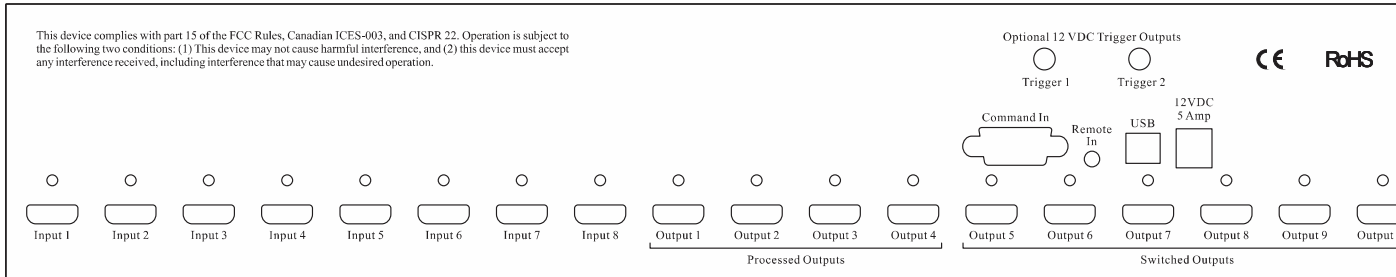 This device complies with part 15 of the FCC Rules, Canadian ICES-003, and CISPR 22. Operation is subject to
the following two conditions: (1) This device may not cause harmful interference, and (2) this device must accept
any interference received, including interference that may cause undesired operation.
Optional 12 VDC Trigger Outputs
Trigger 1
Trigger 2
CE
RoHS
Command In
Remote
In
USB
12VDC
5 Amp
Input 1
Input 2
Input 3
Input 4
Input 5
Input 6
Input 7
Input 8
Output 1
Output 2
Output 3
Output 4
Output 5
Output 6
Output 7
Output 8
Output 9
Output
Processed Outputs
Switched Outputs